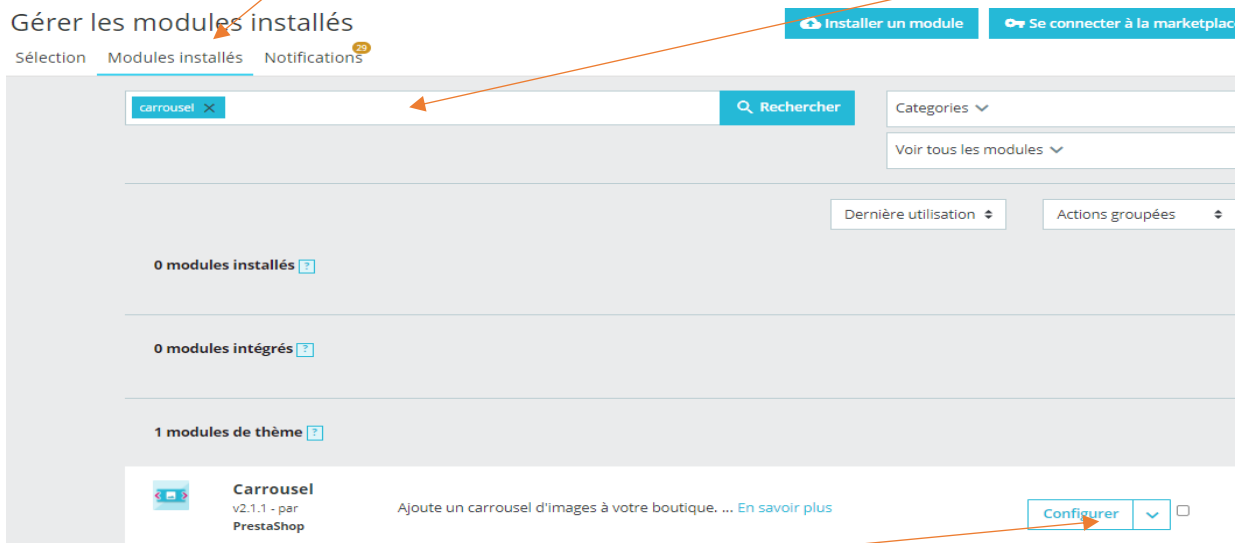 Gérer les modules installés
Installer un module
Se connecter à la marketplac
Sélection Modules installés Notifications 29
carrousel
Rechercher
Categories
Voir tous les modules
Dernière utilisation
Actions groupées
0 modules installés ?
0 modules intégrés ?
1 modules de thème ?
Carrousel
v2.1.1 - par
PrestaShop
Ajoute un carrousel d'images à votre boutique. ... En savoir plus
Configurer